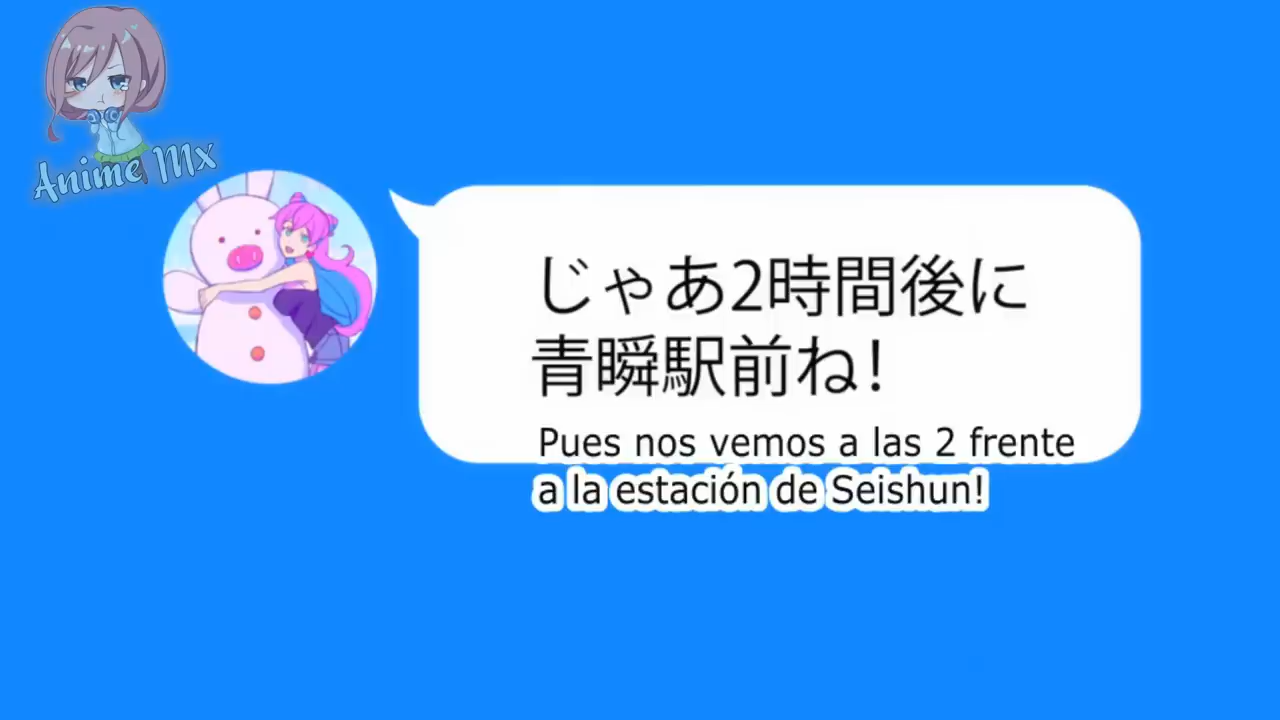 Anime Mx
じゃあ2時間後に
青瞬駅前ね!
Pues nos vemos a las 2 frente
a la estación de Seishun!